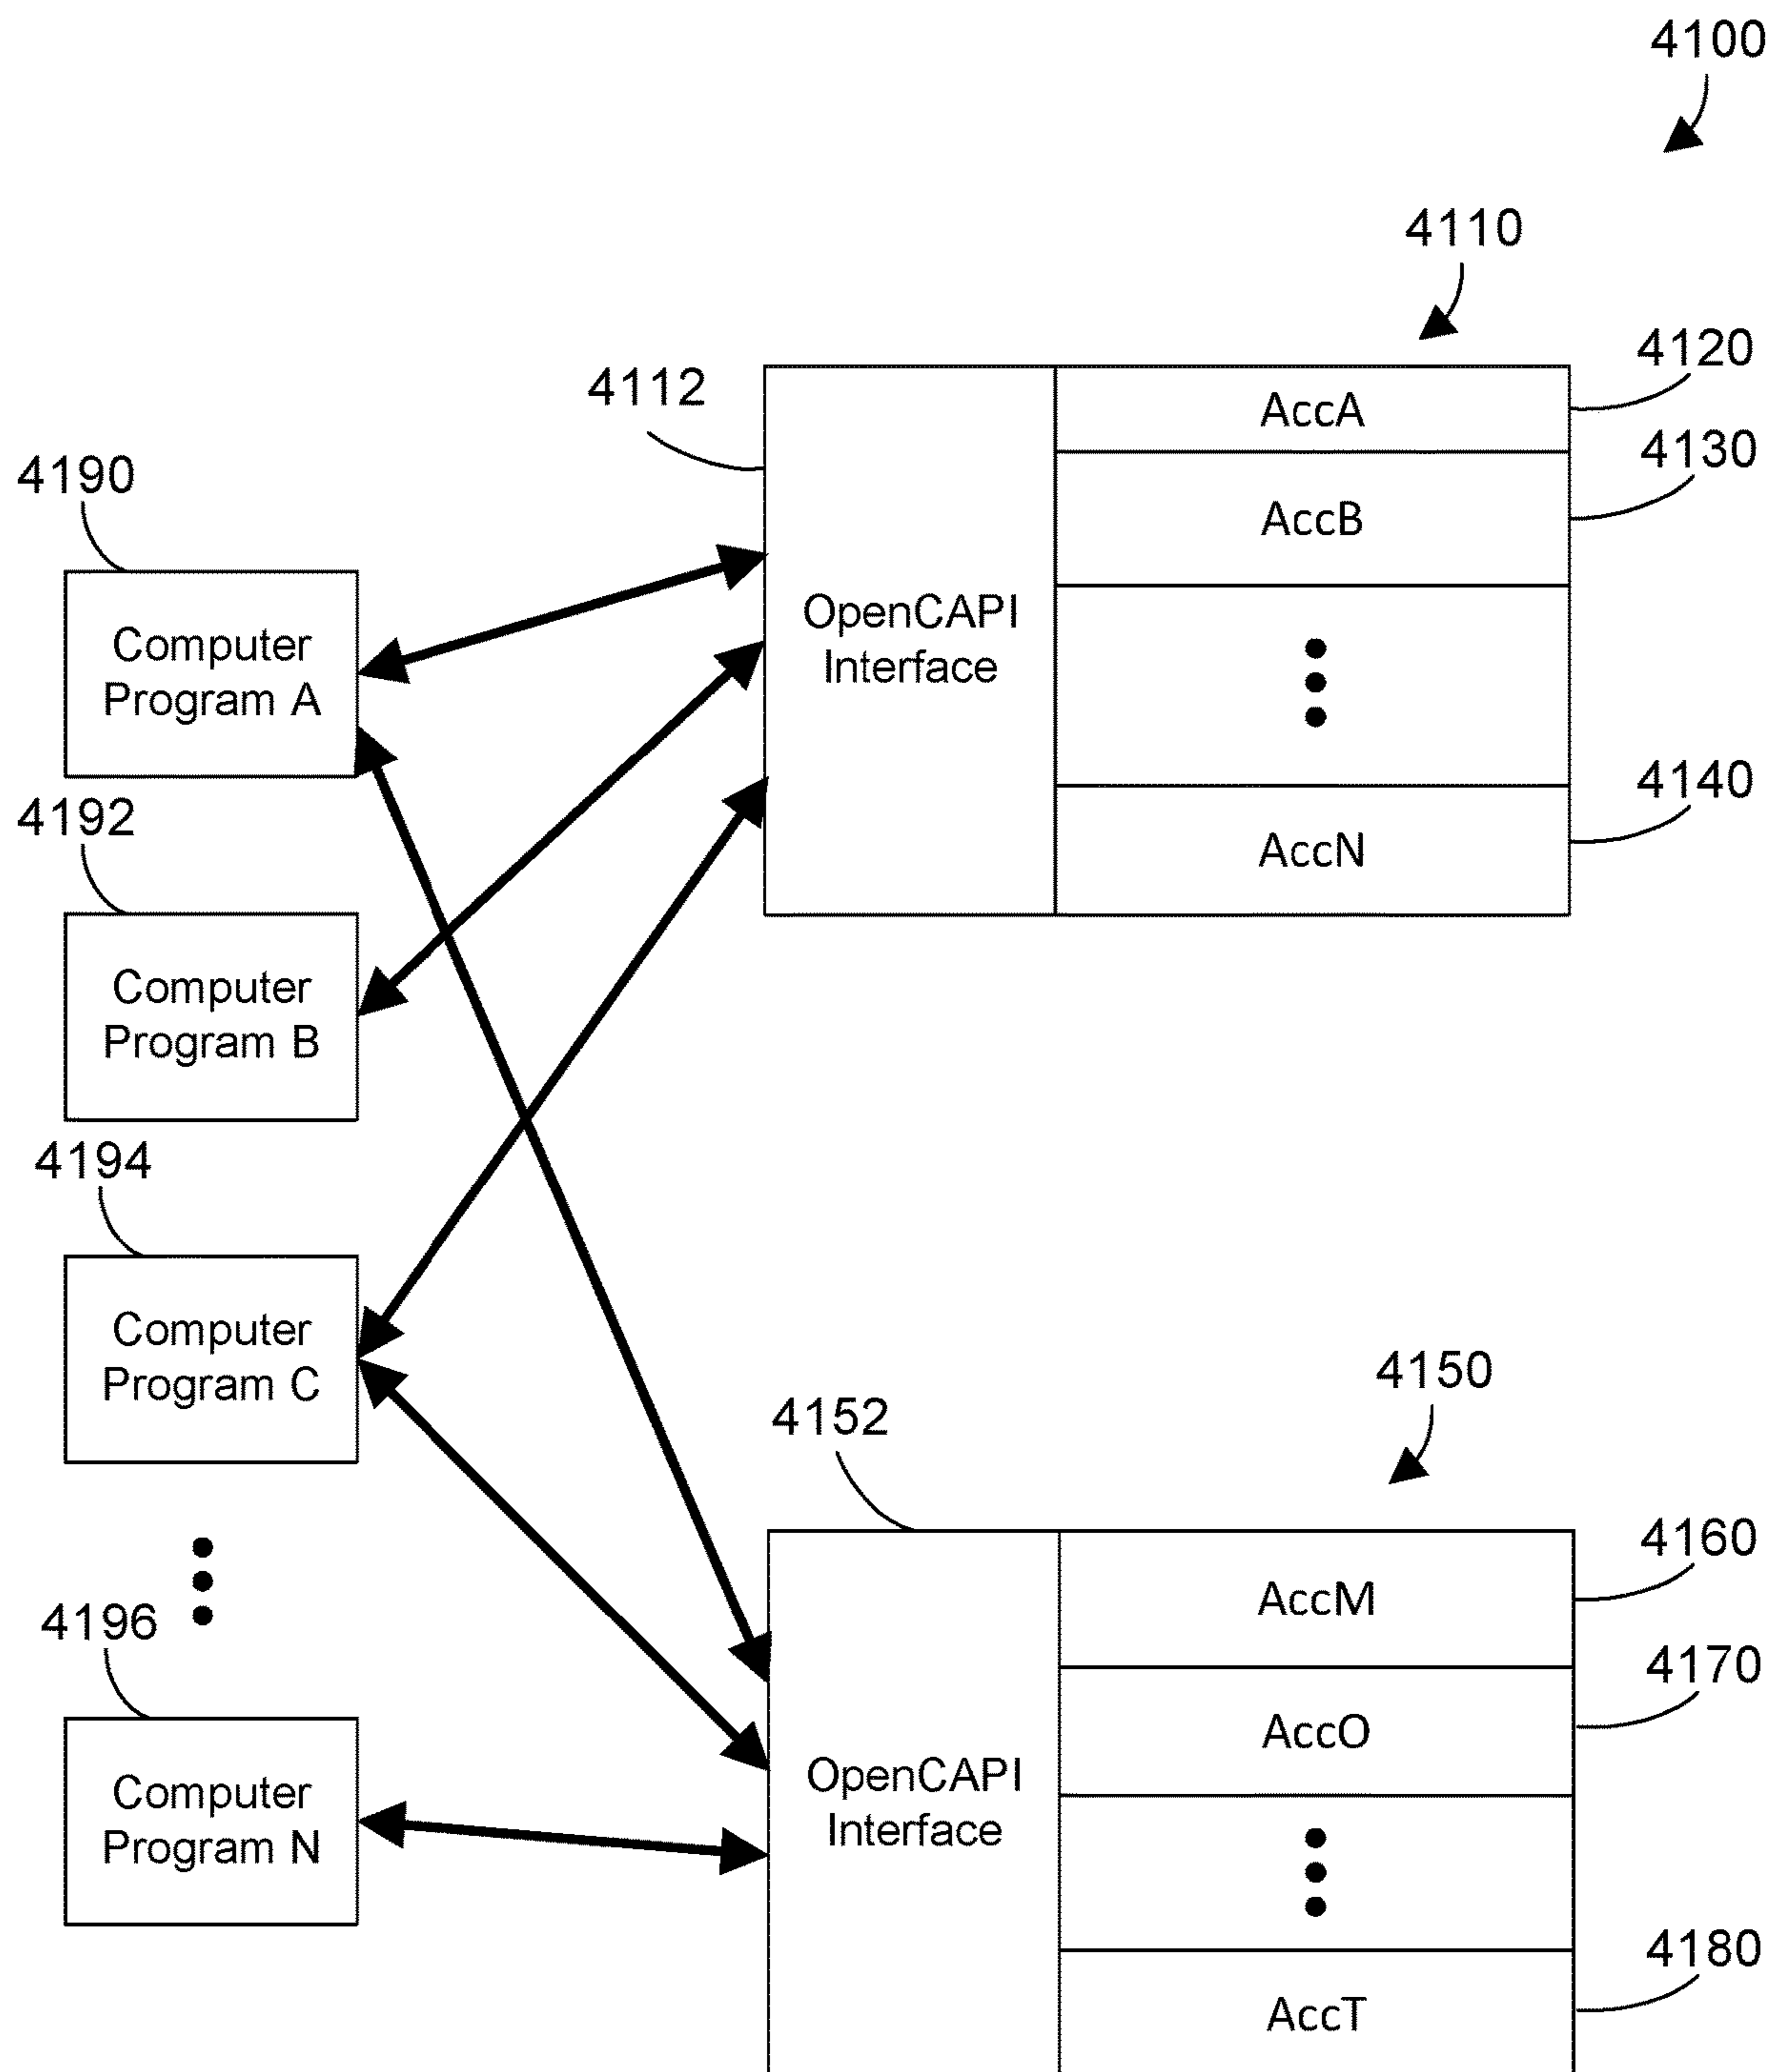 4100
4110
4120
4112
AccA
4130
4190
AccB
OpenCAPI
Interface
Computer
Program A
4140
4192
AccN
Computer
Program B
4194
Computer
Program C
4150
4152
4160
AccM
4196
4170
AccO
Computer
Program N
OpenCAPI
Interface
4180
AccT